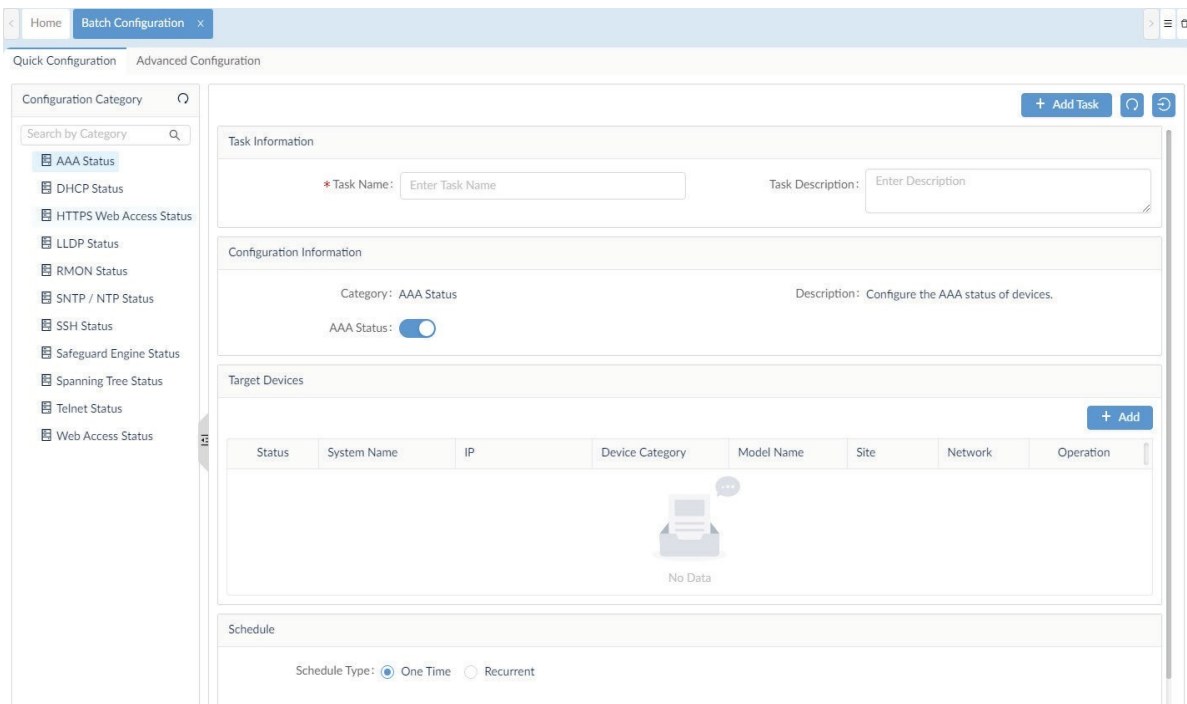 Home Batch Configuration x
Quick Configuration Advanced Configuration
Configuration Category
+ Add Task
Search by Category
AAA Status
DHCP Status
HTTPS Web Access Status
LLDP Status
RMON Status
SNTP / NTP Status
SSH Status
Safeguard Engine Status
Spanning Tree Status
Telnet Status
Web Access Status
Task Information
* Task Name: Enter Task Name Task Description: Enter Description
Configuration Information
Category: AAA Status Description: Configure the AAA status of devices.
AAA Status:
Target Devices
+ Add
Status System Name IP Device Category Model Name Site Network Operation
No Data
Schedule
Schedule Type: One Time Recurrent